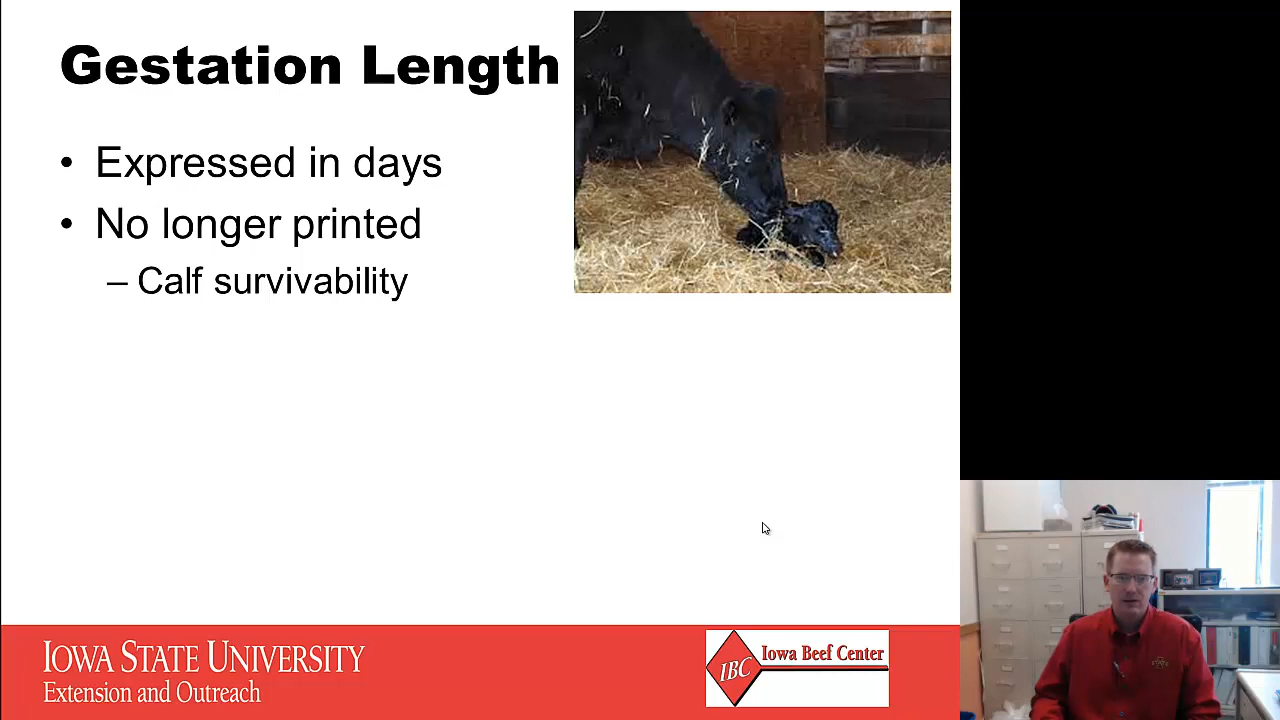 Gestation Length
• Expressed in days
• No longer printed
– Calf survivability
IOWA STATE UNIVERSITY
Extension and Outreach
IBC
Iowa Beef Center